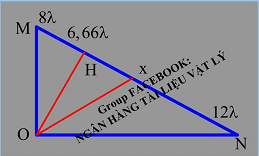 M 8λ
6,66λ
H
x
Group FACEBOOK:
NGÂN HÀNG TÀI LIỆU VẬT LÝ
12λ
O
N